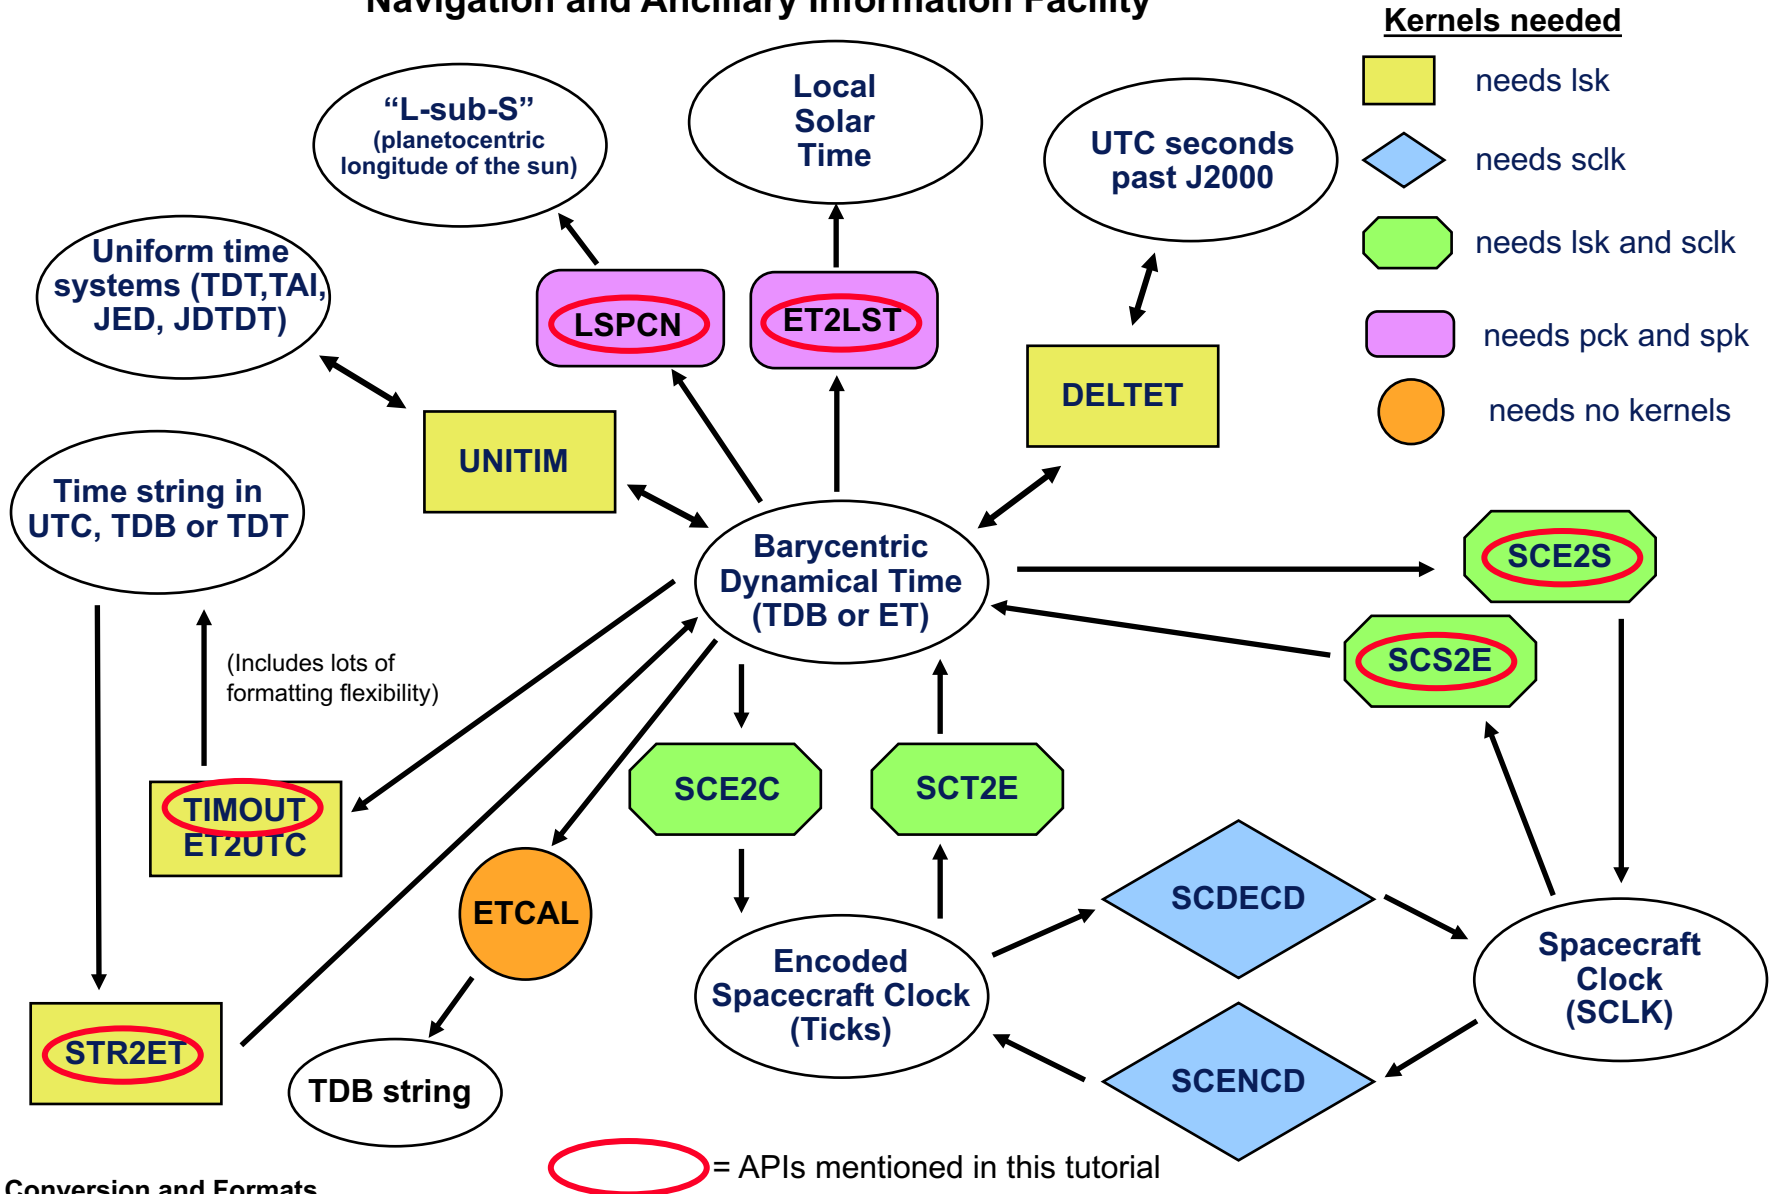 Navigation and Ancillary Information Facility
Kernels needed
needs lsk
needs sclk
needs lsk and sclk
needs pck and spk
needs no kernels
“L-sub-S”
(planetocentric
longitude of the sun)
Local
Solar
Time
UTC seconds
past J2000
Uniform time
systems (TDT,TAI,
JED, JDTDT)
LSPCN
ET2LST
DELTET
UNITIM
Time string in
UTC, TDB or TDT
Barycentric
Dynamical Time
(TDB or ET)
SCE2S
SCS2E
(Includes lots of
formatting flexibility)
TIMOUT
ET2UTC
SCE2C
SCT2E
ETCAL
SCDECD
Encoded
Spacecraft Clock
(Ticks)
Spacecraft
Clock
(SCLK)
STR2ET
TDB string
SCENCD
= APIs mentioned in this tutorial
Conversion and Formats